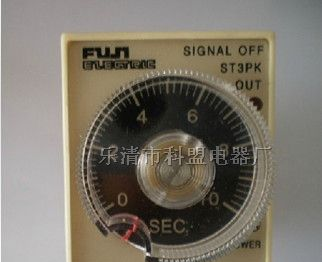 FUJI SIGNAL OFF
ELECTRIC ST3PK
OUT
4 6
2
乐清市科盟电器厂
0 10
SEC.
POWER